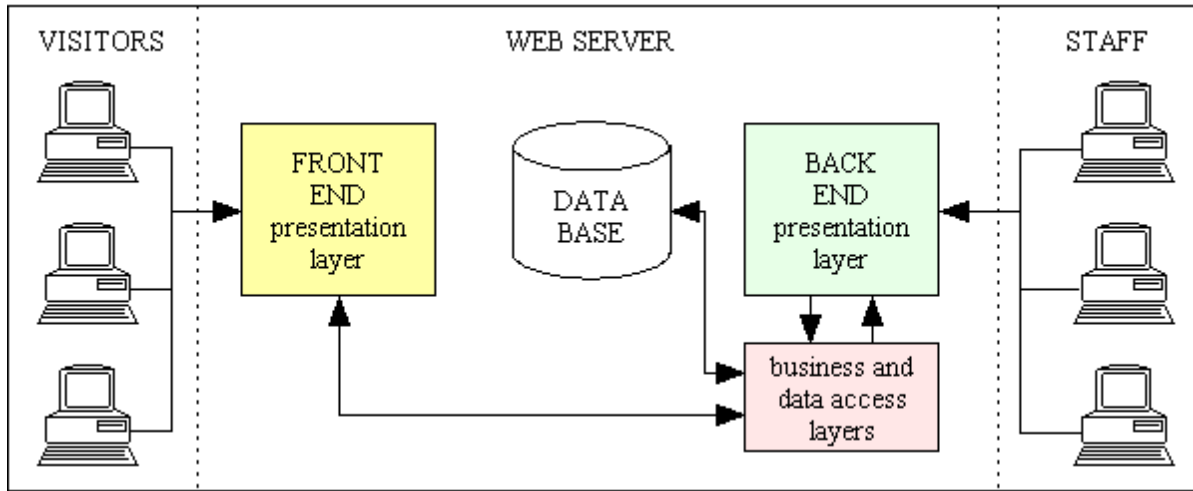 VISITORS
WEB SERVER
STAFF
FRONT
END
presentation
layer
DATA
BASE
BACK
END
presentation
layer
business and
data access
layers